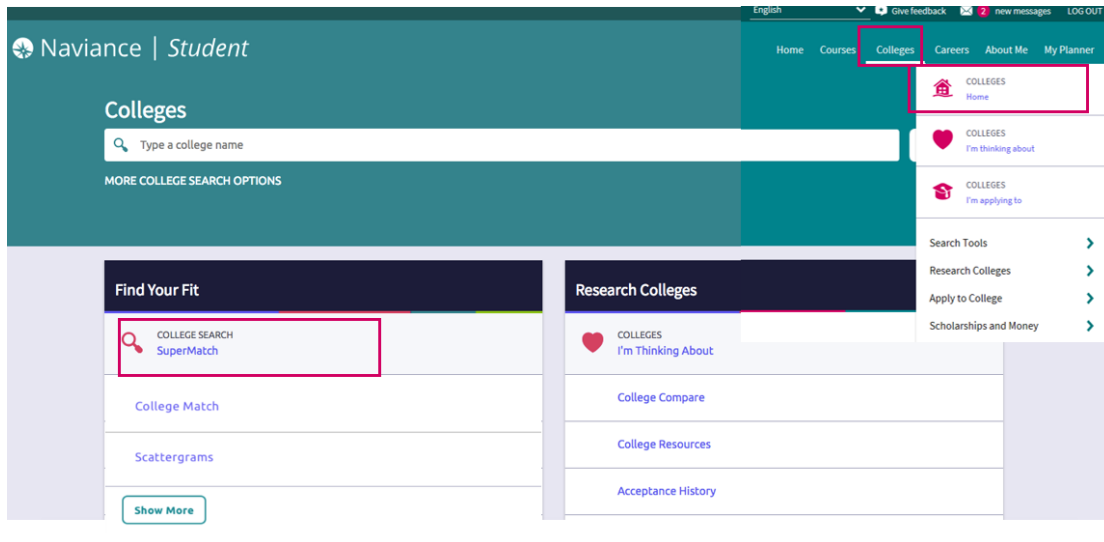 English
Give feedback
2 new messages
LOG OUT
Naviance | Student
Home Courses Colleges Careers About Me My Planner
COLLEGES
Home
COLLEGES
I'm thinking about
COLLEGES
I'm applying to
Search Tools
Research Colleges
Apply to College
Scholarships and Money
Colleges
Type a college name
MORE COLLEGE SEARCH OPTIONS
Find Your Fit
COLLEGE SEARCH
SuperMatch
College Match
Scattergrams
Show More
Research Colleges
COLLEGES
I'm Thinking About
College Compare
College Resources
Acceptance History